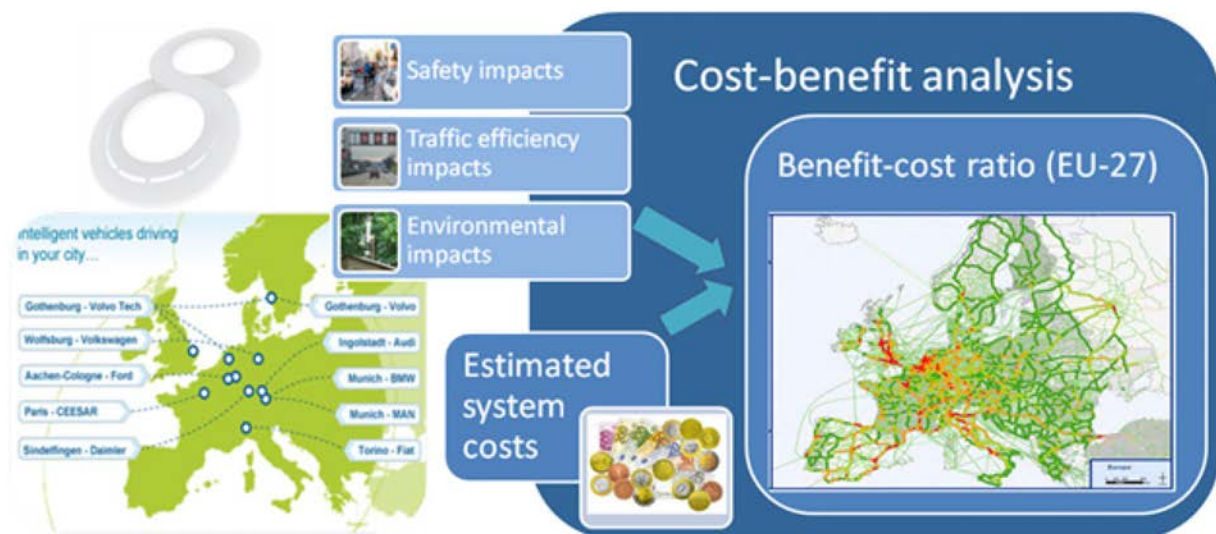 Safety impacts
Traffic efficiency
impacts
Environmental
impacts
Cost-benefit analysis
Benefit-cost ratio (EU-27)
Intelligent vehicles driving
in your city...
Gothenburg - Volvo Tech
Gothenburg - Volvo
Wolfsburg - Volkswagen
Ingolstadt - Audi
Aachen-Cologne - Ford
Munich - BMW
Paris - CEESAR
Munich - MAN
Sindelfingen - Daimler
Torino - Fiat
Estimated
system
costs
Europe